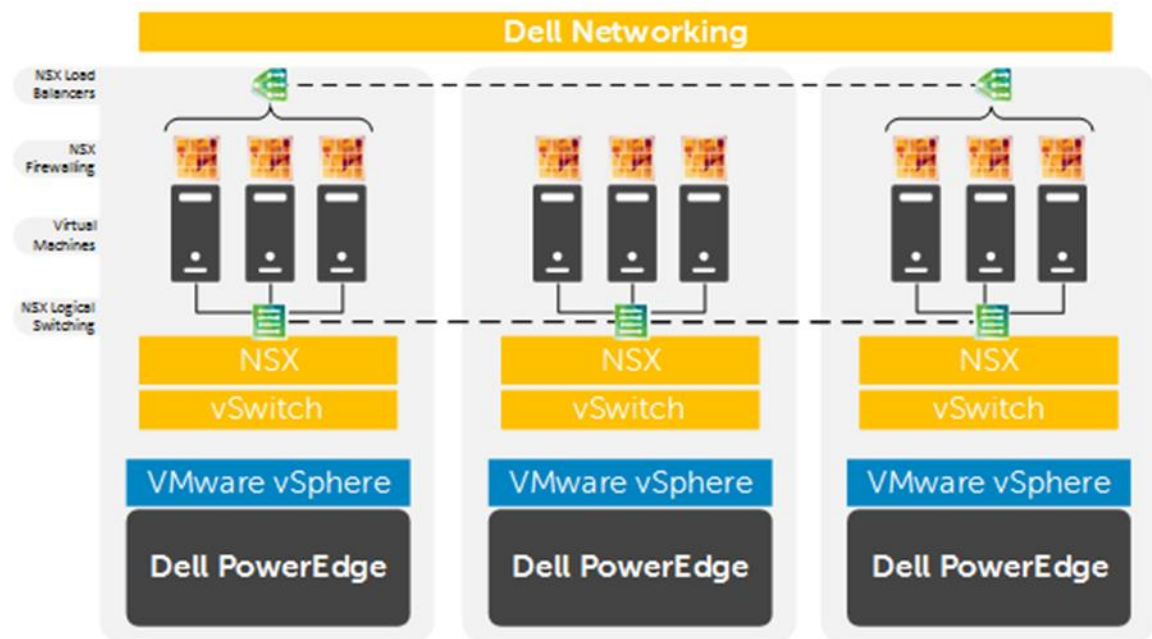 Dell Networking
NSX Load
Balancers
NSX
Firewalling
Virtual
Machines
NSX Logical
Switching
NSX
NSX
NSX
vSwitch
vSwitch
vSwitch
VMware vSphere
VMware vSphere
VMware vSphere
Dell PowerEdge
Dell PowerEdge
Dell PowerEdge